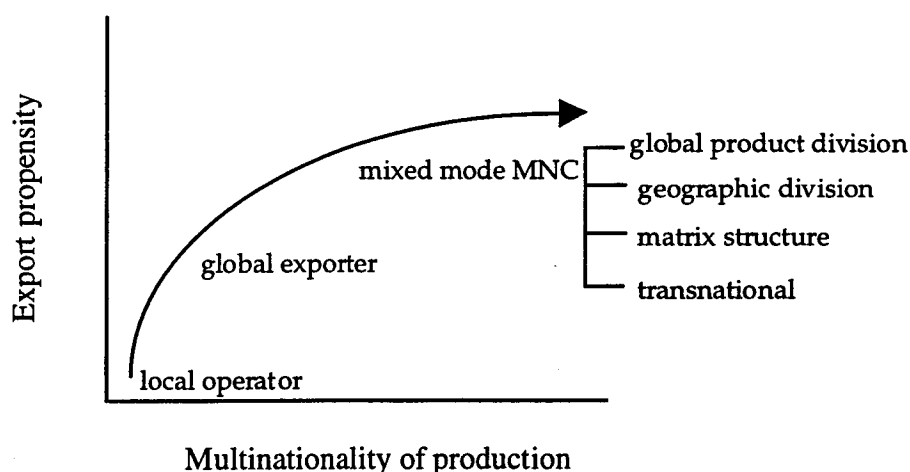 Export propensity
global product division
mixed mode MNC
geographic division
matrix structure
global exporter
transnational
local operator
Multinationality of production